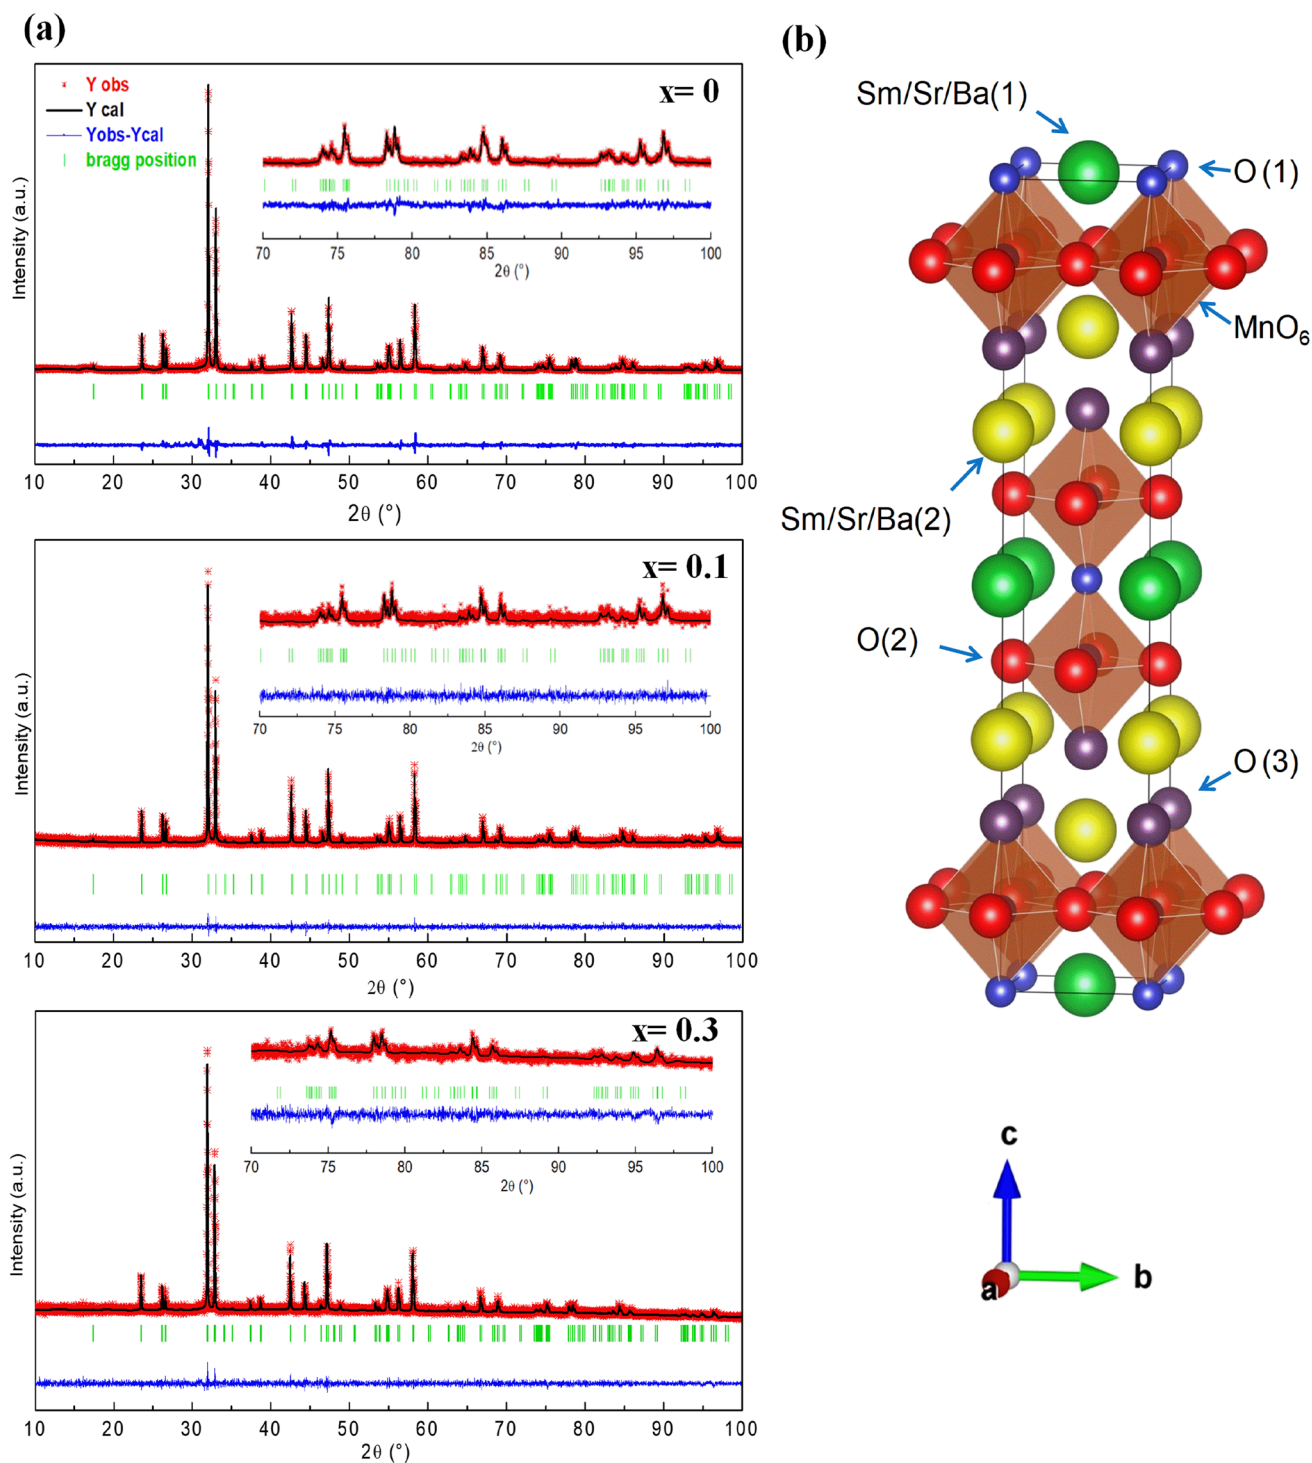 (a)
Y obs
Y cal
Yobs-Ycal
bragg position
x= 0
70 75 80 85 90 95 100
2θ (°)
Intensity (a.u.)
10 20 30 40 50 60 70 80 90 100
2θ (°)
x= 0.1
70 75 80 85 90 95 100
2θ (°)
Intensity (a.u.)
10 20 30 40 50 60 70 80 90 100
2θ (°)
x= 0.3
70 75 80 85 90 95 100
2θ (°)
Intensity (a.u.)
10 20 30 40 50 60 70 80 90 100
2θ (°)
(b)
Sm/Sr/Ba(1)
O (1)
MnO₆
Sm/Sr/Ba(2)
O(2)
O (3)
c
a
b